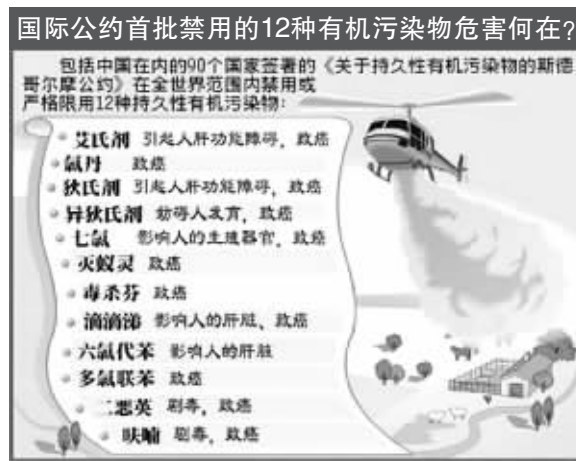 国际公约首批禁用的12种有机污染物危害何在？
包括中国在内的90个国家签署的《关于持久性有机污染物的斯德
哥尔摩公约》在全世界范围内禁用或
严格限用12种持久性有机污染物：
艾氏剂 引起人肝功能障碍，致癌
氯丹 致癌
狄氏剂 引起人肝功能障碍，致癌
异狄氏剂 妨碍人发育，致癌
七氯 影响人的生殖器官，致癌
灭蚁灵 致癌
毒杀芬 致癌
滴滴涕 影响人的肝脏、致癌
六氯代苯 影响人的肝脏
多氯联苯 致癌
二恶英 剧毒，致癌
呋喃 剧毒，致癌